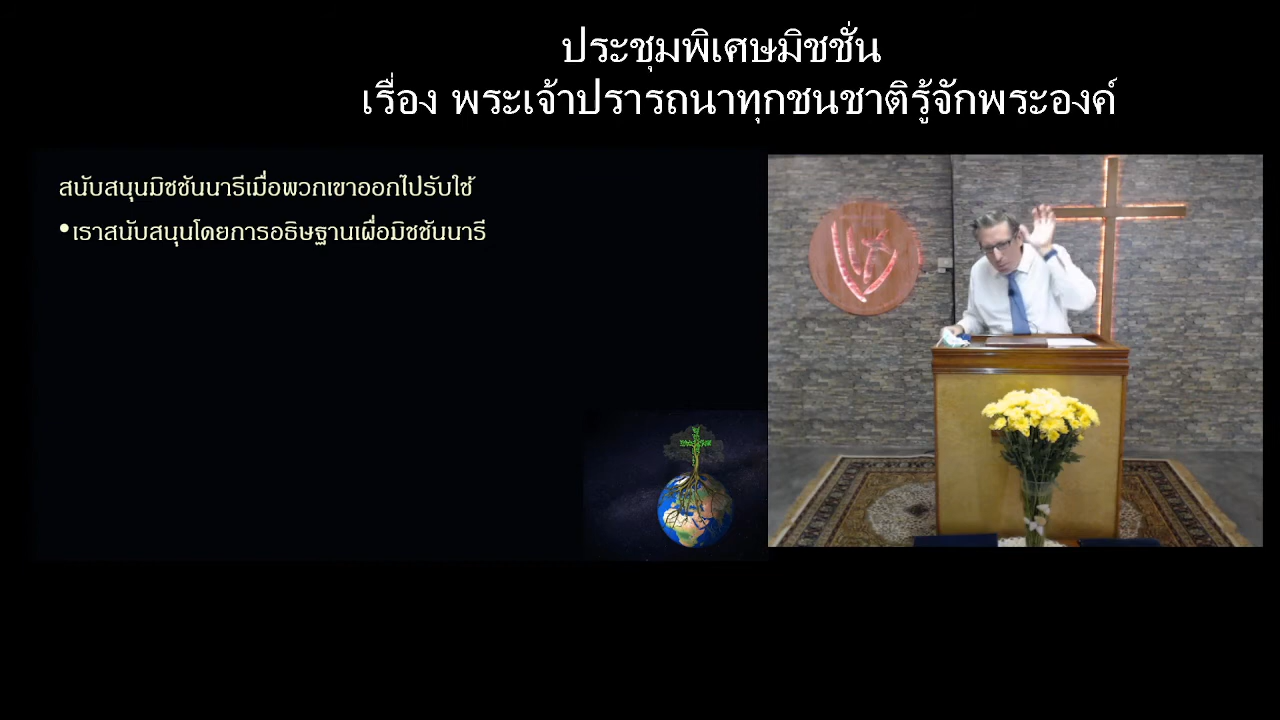 ประชุมพิเศษมิชชั่น
เรื่อง พระเจ้าปรารถนาทุกชนชาติรู้จักพระองค์
สนับสนุนมิชชันนารีเมื่อพวกเขาออกไปรับใช้
•เราสนับสนุนโดยการอธิษฐานเผื่อมิชชันนารี